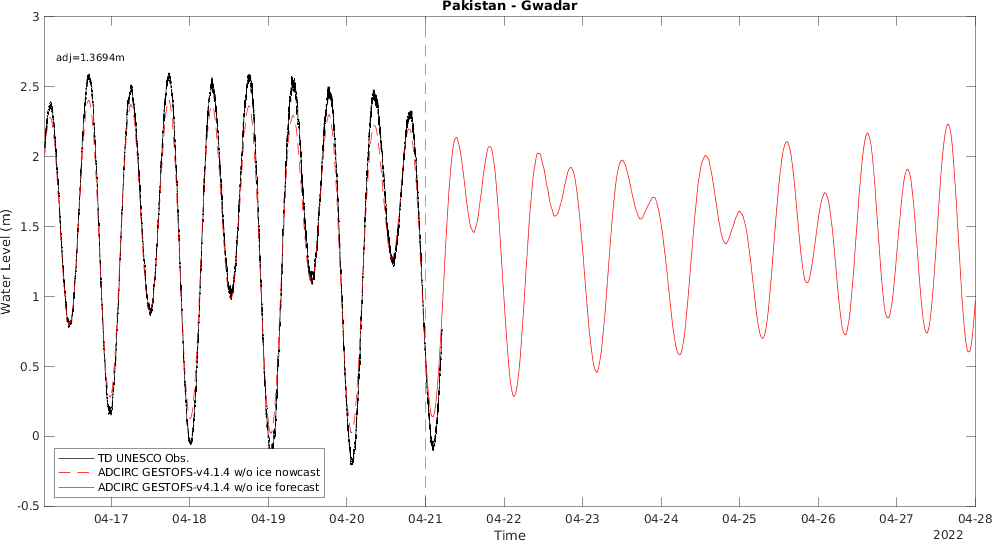 Pakistan - Gwadar
3
adj=1.3694m
2.5
2
1.5
1
0.5
0
-0.5
Water Level (m)
TD UNESCO Obs.
ADCIRC GESTOFS-v4.1.4 w/o ice nowcast
ADCIRC GESTOFS-v4.1.4 w/o ice forecast
04-17 04-18 04-19 04-20 04-21 04-22 04-23 04-24 04-25 04-26 04-27 04-28
Time
2022